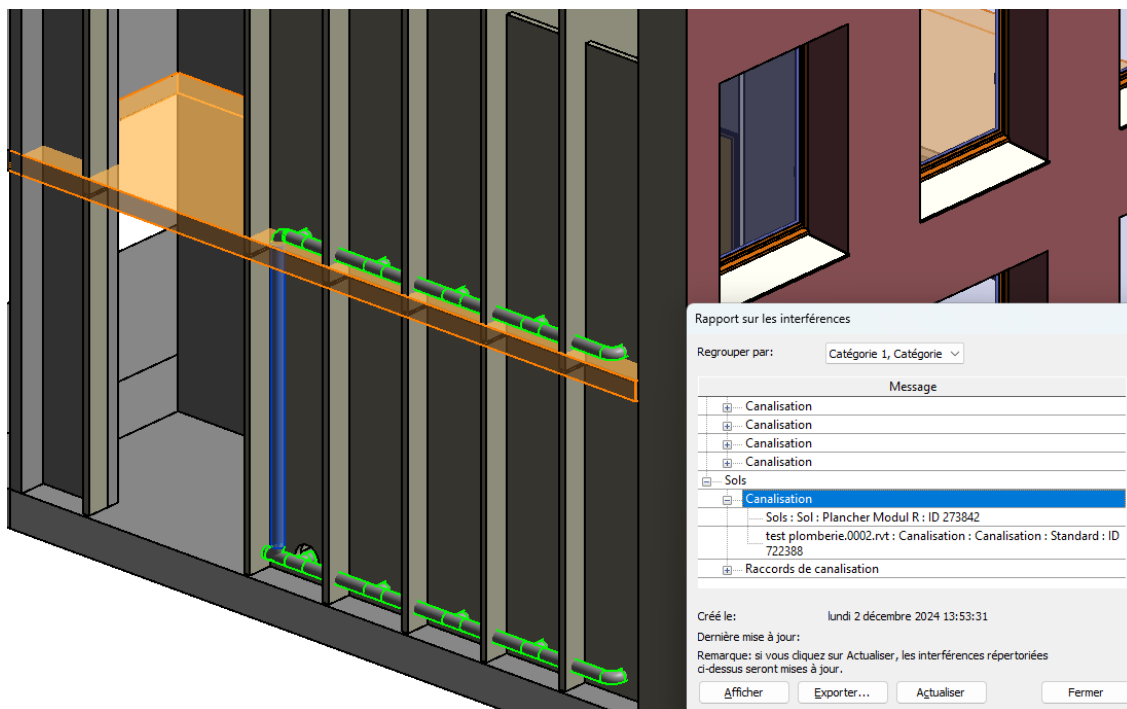 Rapport sur les interférences
Regrouper par:
Catégorie 1, Catégorie
Message
Canalisation
Canalisation
Canalisation
Canalisation
Sols
Canalisation
Sols : Sol : Plancher Modul R : ID 273842
test plomberie.0002.rvt : Canalisation : Canalisation : Standard : ID
722388
Raccords de canalisation
Créé le:
lundi 2 décembre 2024 13:53:31
Dernière mise à jour:
Remarque: si vous cliquez sur Actualiser, les interférences répertoriées
ci-dessus seront mises à jour.
Afficher
Exporter...
Actualiser
Fermer